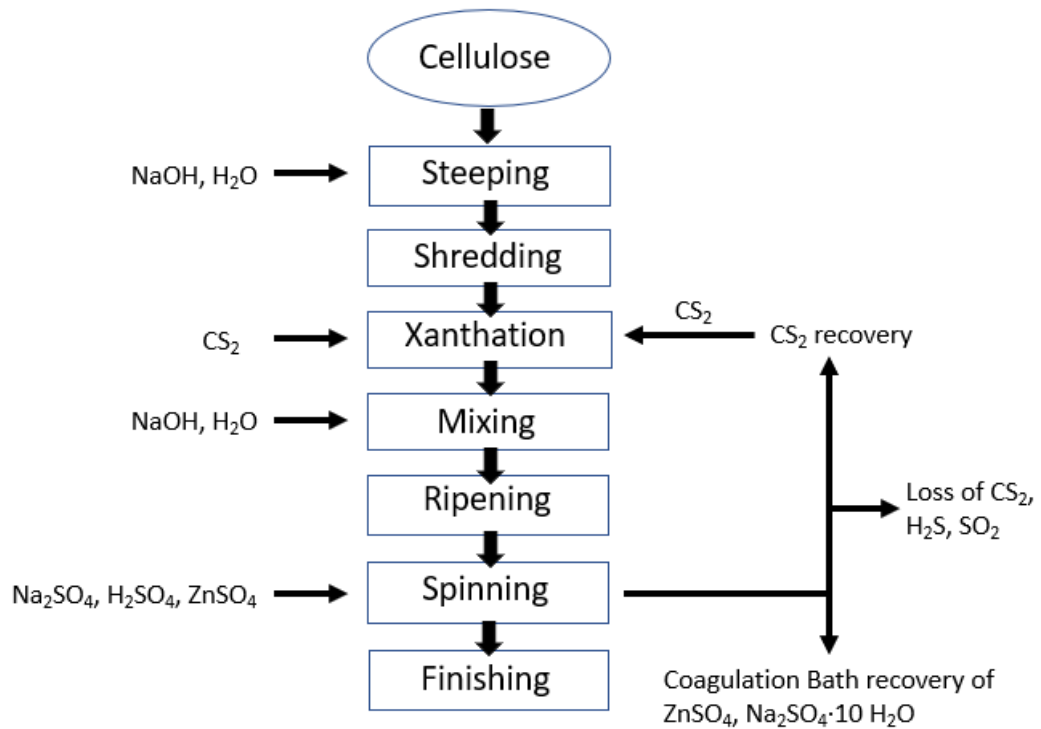 Cellulose
NaOH, H₂O
Steeping
Shredding
CS₂
Xanthation
CS₂
CS₂ recovery
NaOH, H₂O
Mixing
Ripening
Loss of CS₂,
H₂S, SO₂
Na₂SO₄, H₂SO₄, ZnSO₄
Spinning
Finishing
Coagulation Bath recovery of
ZnSO₄, Na₂SO₄·10 H₂O